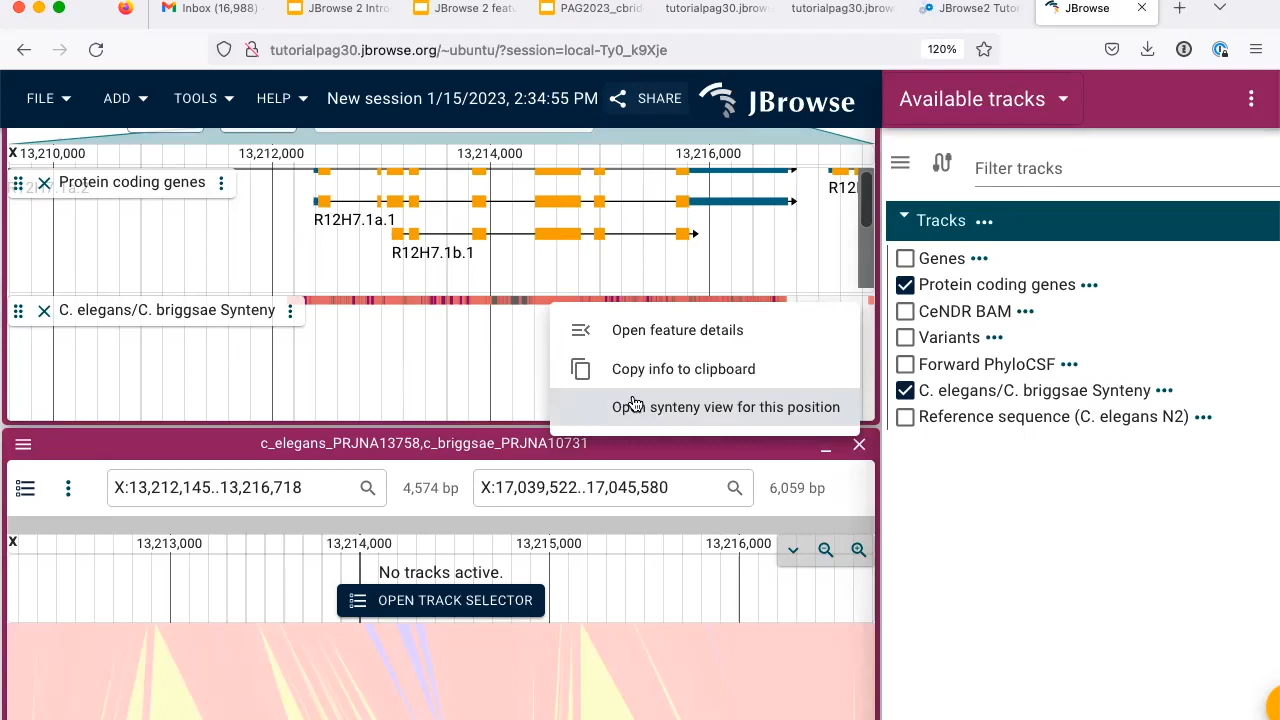 Inbox (16,988)
JBrowse 2 Intro
JBrowse 2 feat
PAG2023_cbrid
tutorialpag30.jbrow
tutorialpag30.jbrow
JBrowse2 Tutor
JBrowse
tutorialpag30.jbrowse.org/~ubuntu/?session=local-Ty0_k9Xje
120%
FILE
ADD
TOOLS
HELP
New session 1/15/2023, 2:34:55 PM
SHARE
JBrowse
Available tracks
X
13,210,000
13,212,000
13,214,000
13,216,000
Protein coding genes
R12H7.1a.2
R12
R12H7.1a.1
R12H7.1b.1
C. elegans/C. briggsae Synteny
Open feature details
Copy info to clipboard
Open synteny view for this position
Filter tracks
Tracks
Genes
Protein coding genes
CeNDR BAM
Variants
Forward PhyloCSF
C. elegans/C. briggsae Synteny
Reference sequence (C. elegans N2)
c_elegans_PRJNA13758,c_briggsae_PRJNA10731
X:13,212,145..13,216,718
4,574 bp
X:17,039,522..17,045,580
6,059 bp
X
13,213,000
13,214,000
13,215,000
13,216,000
No tracks active.
OPEN TRACK SELECTOR